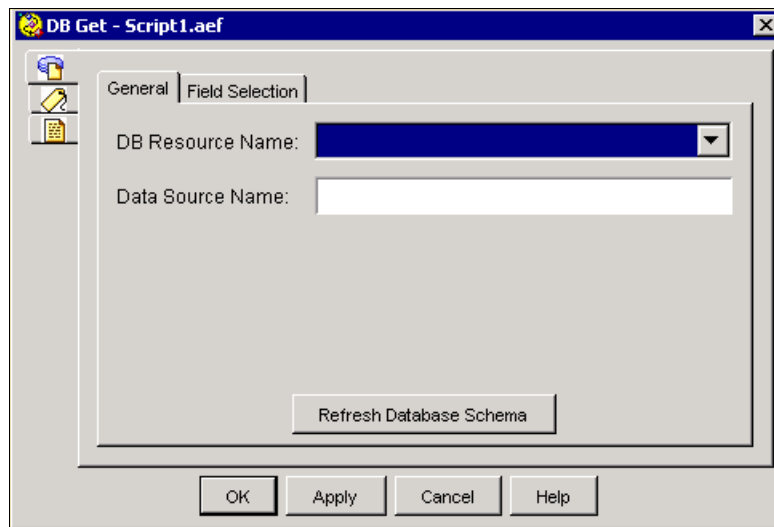 DB Get - Script1.aef
General
Field Selection
DB Resource Name:
Data Source Name:
Refresh Database Schema
OK
Apply
Cancel
Help